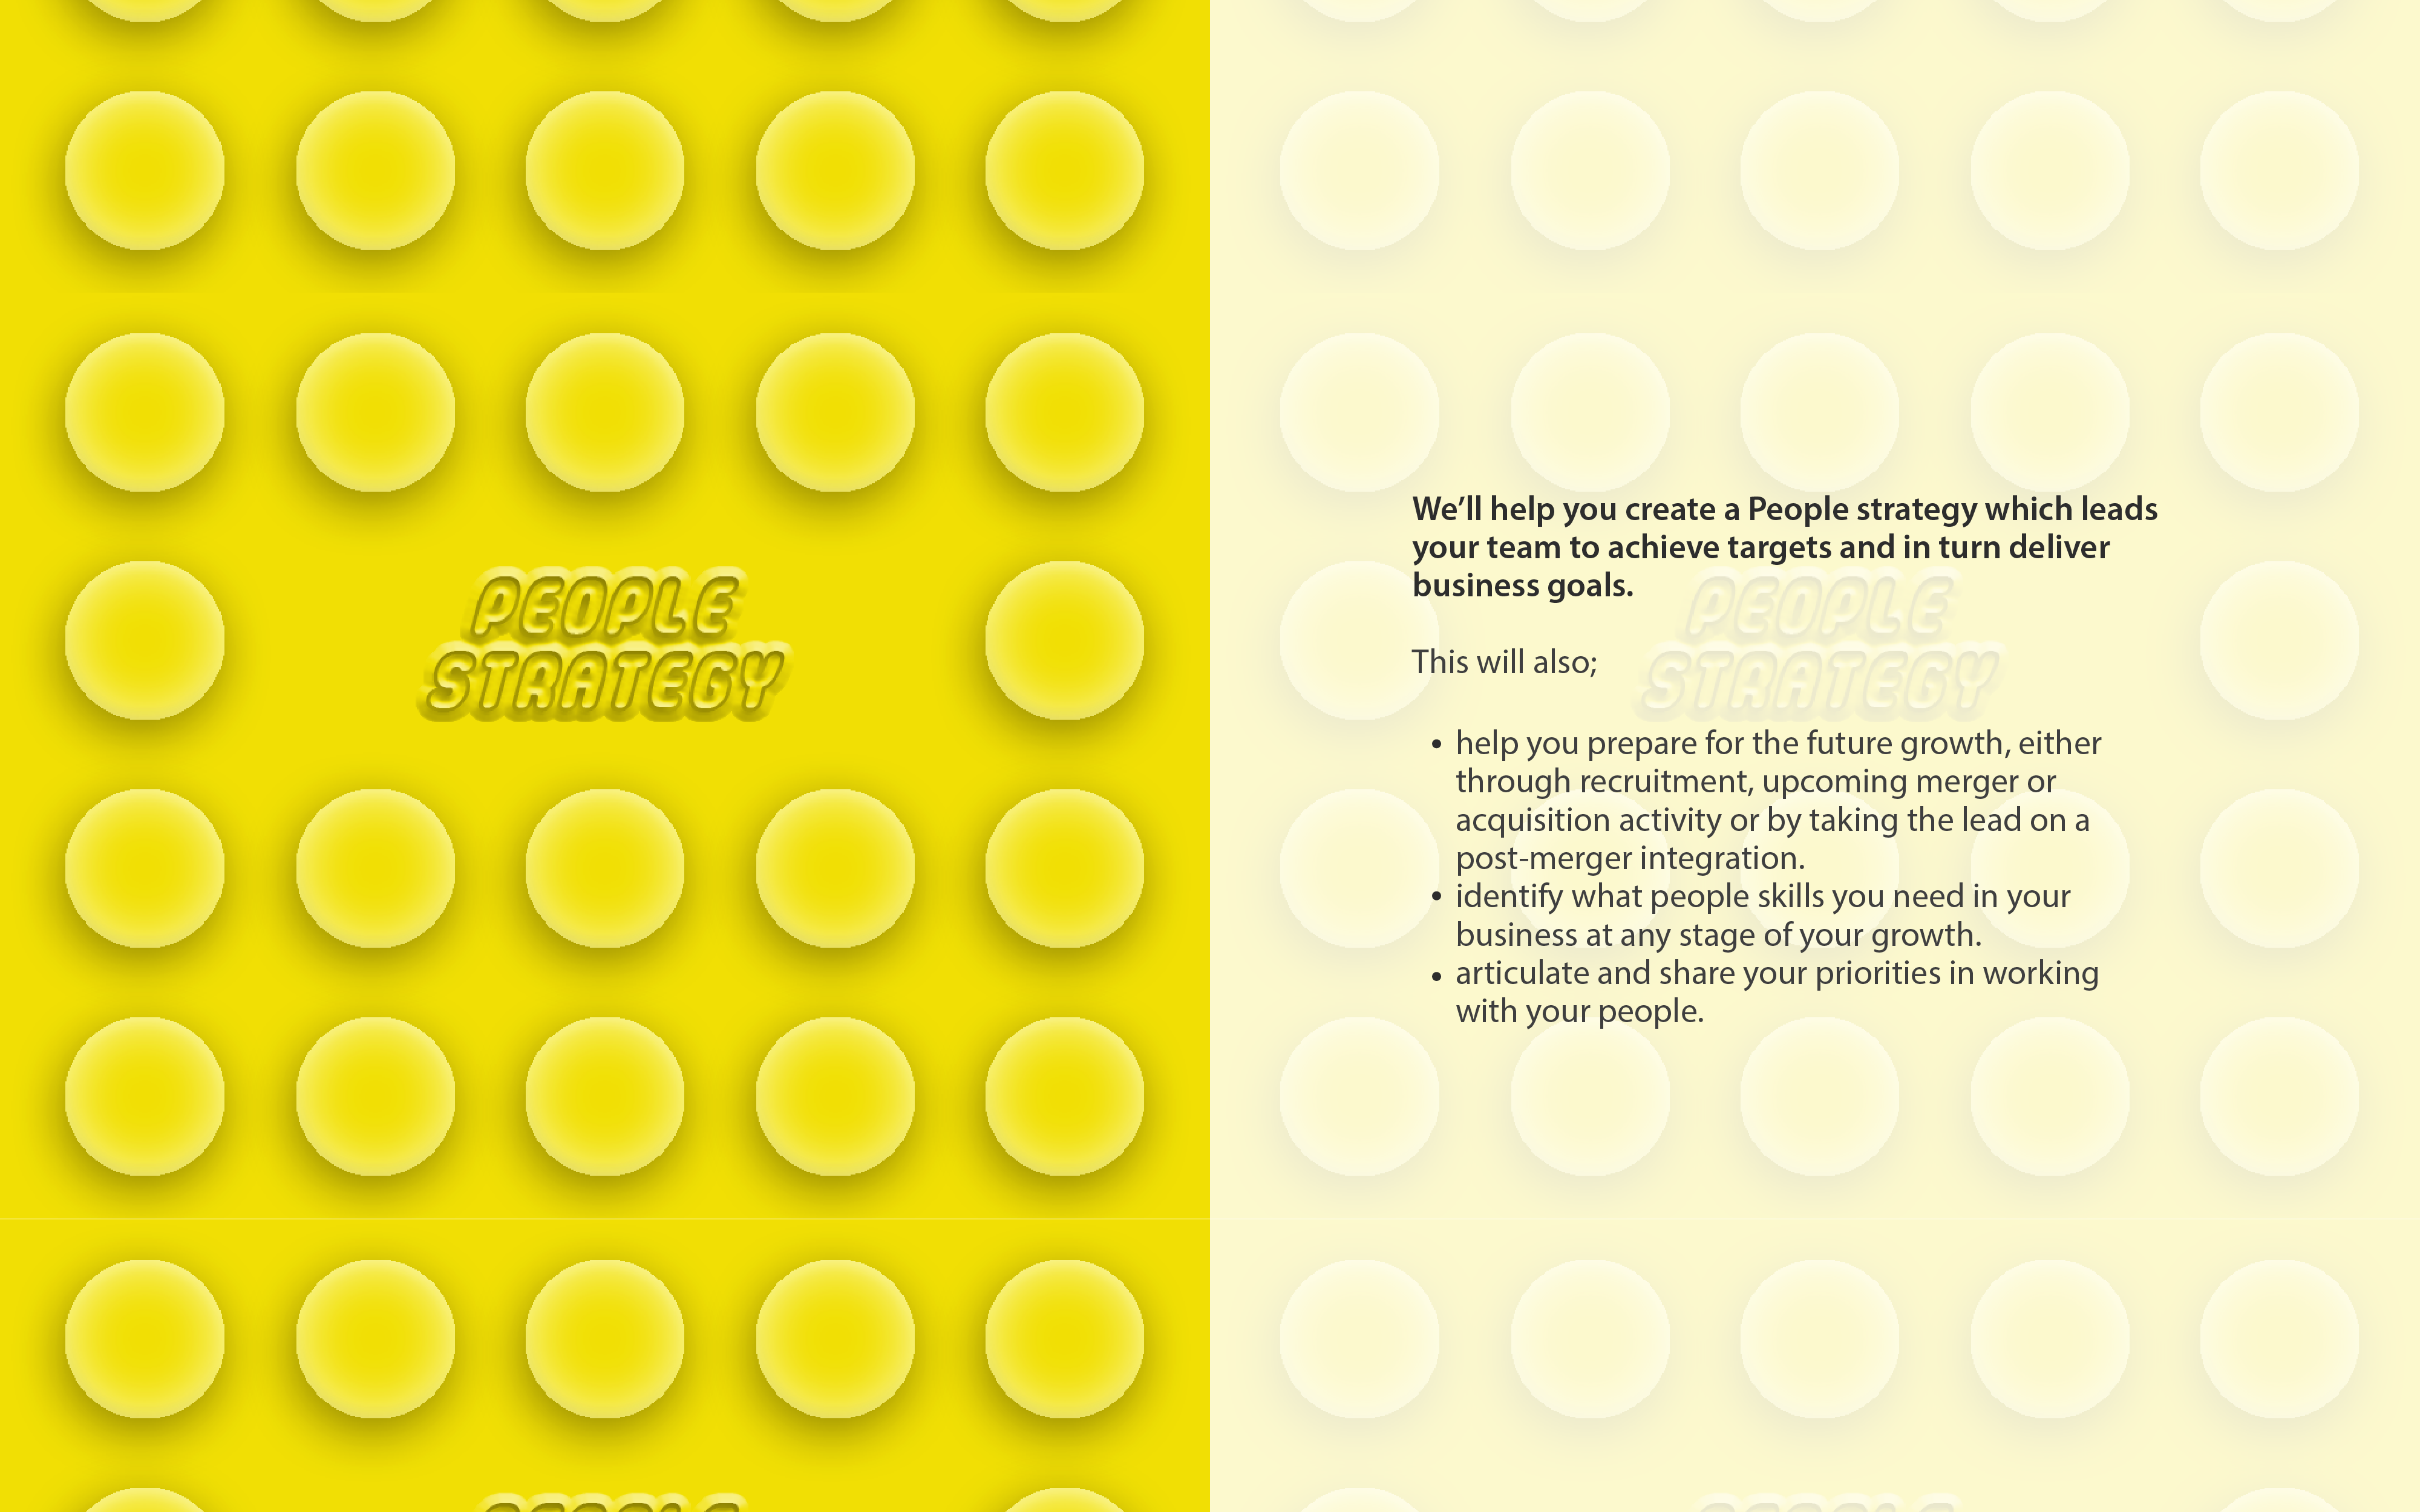 PEOPLE
STRATEGY
We’ll help you create a People strategy which leads
your team to achieve targets and in turn deliver
business goals.
PEOPLE
STRATEGY
This will also;
• help you prepare for the future growth, either
through recruitment, upcoming merger or
acquisition activity or by taking the lead on a
post-merger integration.
• identify what people skills you need in your
business at any stage of your growth.
• articulate and share your priorities in working
with your people.
PEOPLE
PEOPLE